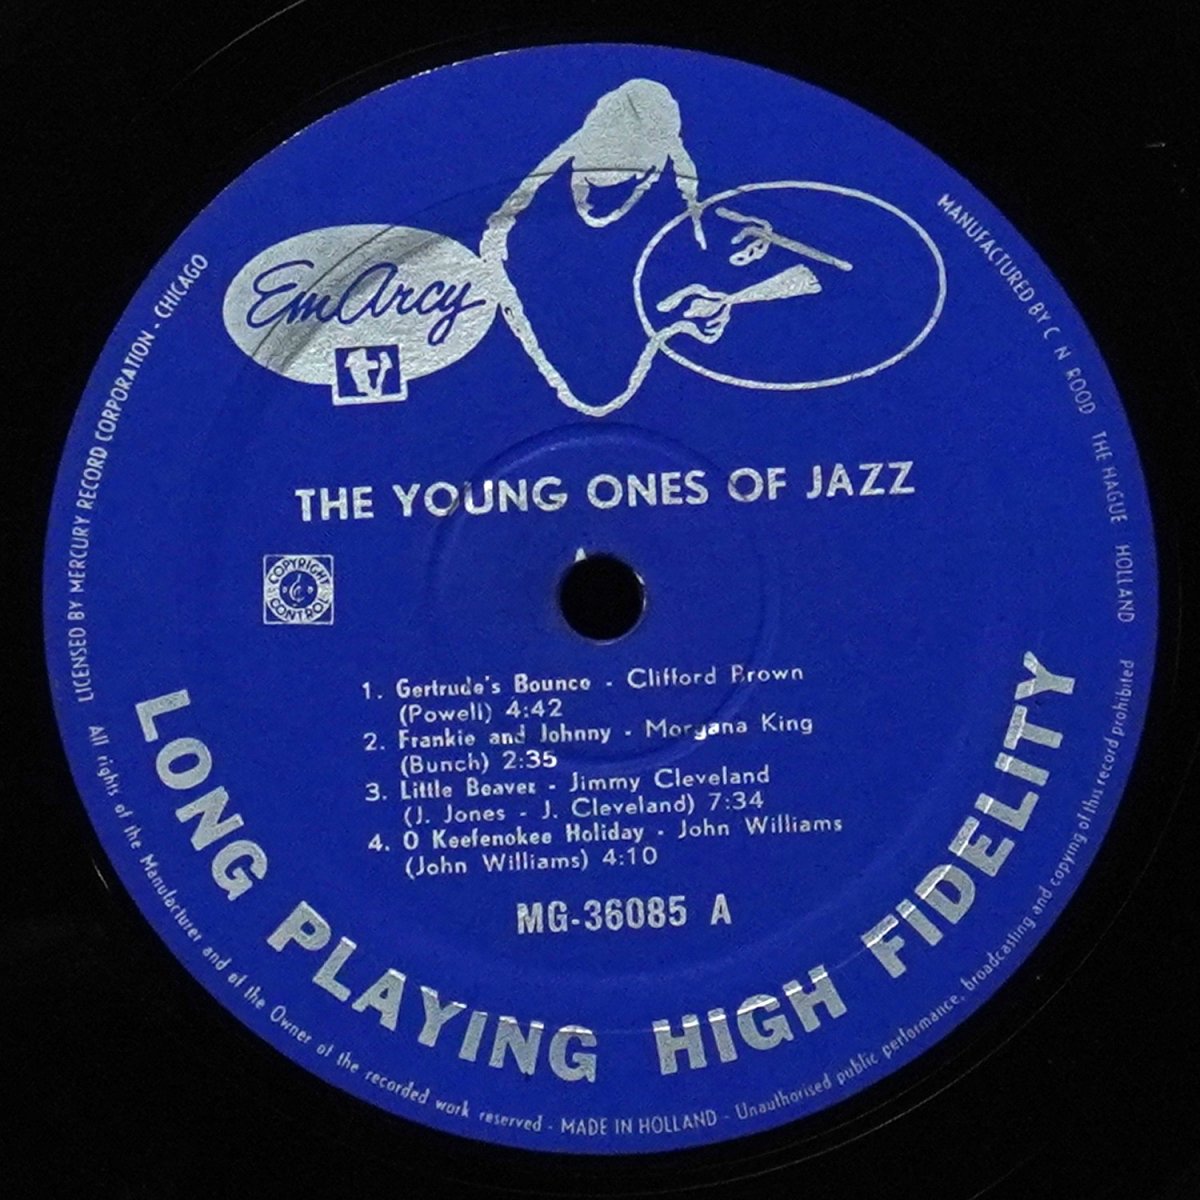 EmArcy
THE YOUNG ONES OF JAZZ
COPYRIGHT
CONTROL
1. Gertrude's Bounce - Clifford Brown
(Powell) 4:42
2. Frankie and Johnny - Morgana King
(Bunch) 2:35
3. Little Beaver - Jimmy Cleveland
(J. Jones - J. Cleveland) 7:34
4. O Keefenokee Holiday - John Williams
(John Williams) 4:10
MG-36085 A
LONG PLAYING HIGH FIDELITY
LICENSED BY MERCURY RECORD CORPORATION - CHICAGO
MANUFACTURED BY C N ROOD THE HAGUE HOLLAND
All rights of the Manufacturer and of the Owner of the recorded work reserved - MADE IN HOLLAND - Unauthorised public performance, broadcasting and copying of this record prohibited